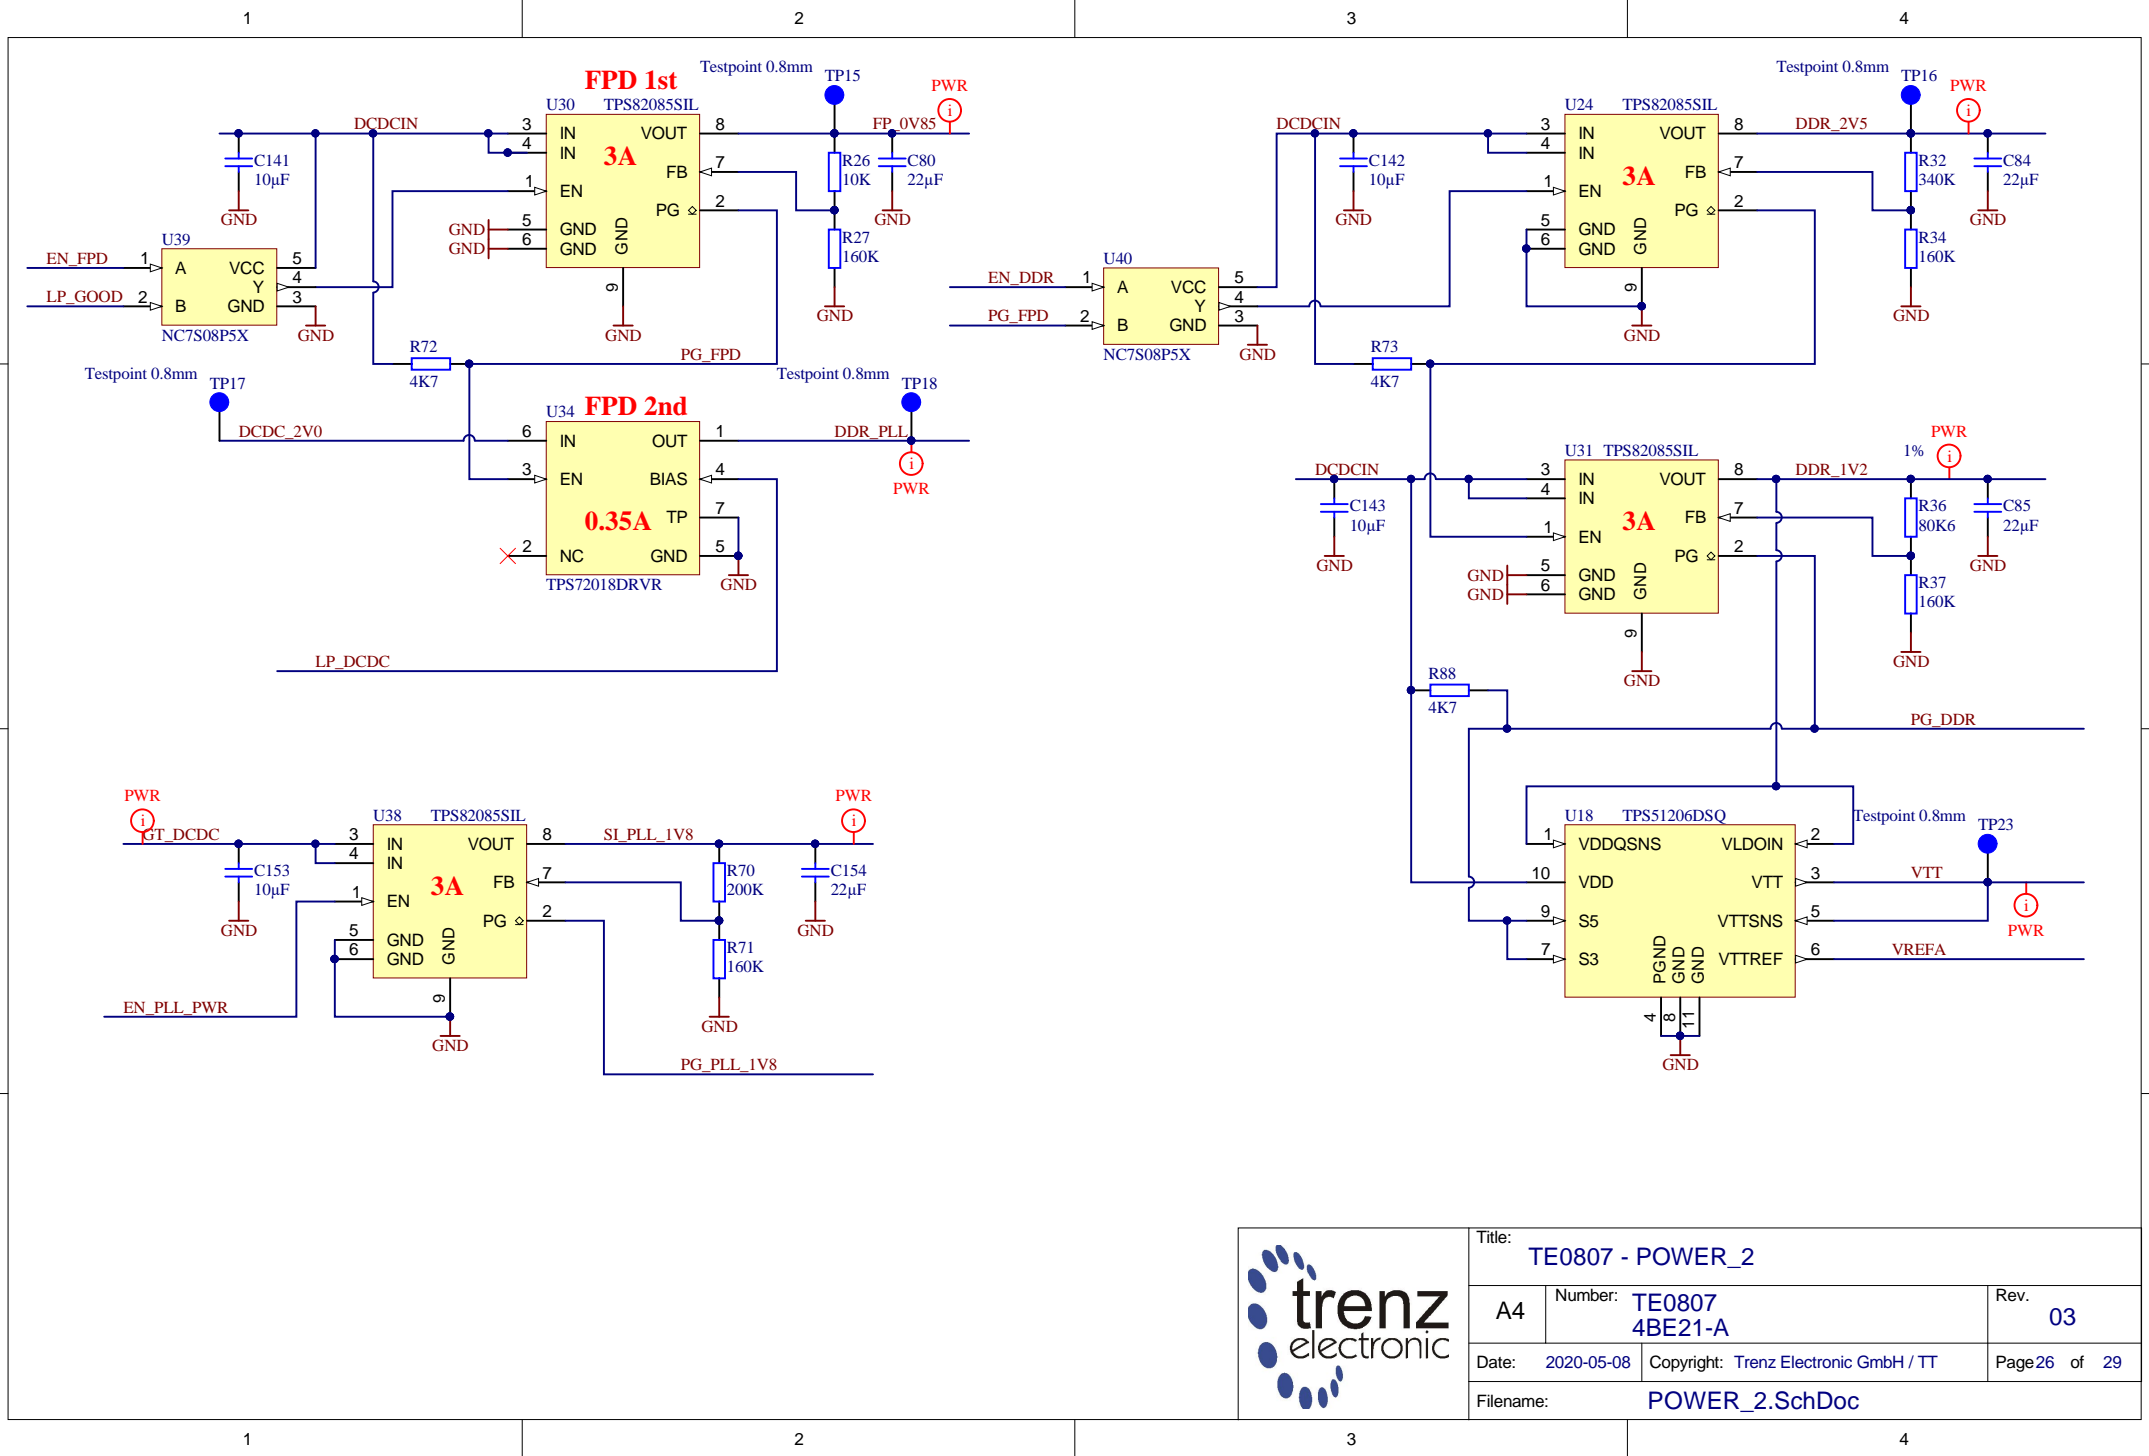 1
2
3
4
FPD 1st
Testpoint 0.8mm
TP15
PWR
U30
TPS82085SIL
DCDCIN
3
IN
VOUT
8
FP_0V85
4
IN
3A
C141
10µF
FB
7
R26
10K
C80
22µF
1
EN
PG
2
GND
GND
GND
5
GND
GND
6
GND
GND
R27
160K
9
GND
GND
U39
EN_FPD
1
A
VCC
5
Y
4
LP_GOOD
2
B
GND
3
NC7S08P5X
GND
R72
4K7
PG_FPD
Testpoint 0.8mm
TP17
Testpoint 0.8mm
TP18
U34
FPD 2nd
DCDC_2V0
6
IN
OUT
1
DDR_PLL
3
EN
BIAS
4
PWR
0.35A
TP
7
2
NC
GND
5
TPS72018DRVR
GND
LP_DCDC
PWR
PWR
U38
TPS82085SIL
GT_DCDC
3
IN
VOUT
8
SI_PLL_1V8
4
IN
3A
C153
10µF
FB
7
R70
200K
C154
22µF
1
EN
PG
2
GND
GND
5
GND
6
GND
GND
R71
160K
9
EN_PLL_PWR
GND
GND
PG_PLL_1V8
Testpoint 0.8mm
TP16
PWR
U24
TPS82085SIL
DCDCIN
3
IN
VOUT
8
DDR_2V5
4
IN
3A
C142
10µF
FB
7
R32
340K
C84
22µF
1
EN
PG
2
GND
GND
5
GND
6
GND
GND
R34
160K
9
GND
GND
U40
EN_DDR
1
A
VCC
5
Y
4
PG_FPD
2
B
GND
3
NC7S08P5X
GND
R73
4K7
U31
TPS82085SIL
1%
PWR
DCDCIN
3
IN
VOUT
8
DDR_1V2
4
IN
3A
C143
10µF
FB
7
R36
80K6
C85
22µF
1
EN
PG
2
GND
GND
GND
5
GND
GND
6
GND
GND
R37
160K
9
GND
GND
R88
4K7
PG_DDR
U18
TPS51206DSQ
Testpoint 0.8mm
TP23
1
VDDQSNS
VLDOIN
2
10
VDD
VTT
3
VTT
9
S5
VTTSNS
5
PWR
7
S3
VTTREF
6
VREFA
PGND
GND
GND
4
8
11
GND
trenz
electronic
Title:
TE0807 - POWER_2
A4
Number:
TE0807
4BE21-A
Rev.
03
Date: 2020-05-08
Copyright: Trenz Electronic GmbH / TT
Page 26 of 29
Filename:
POWER_2.SchDoc
1
2
3
4